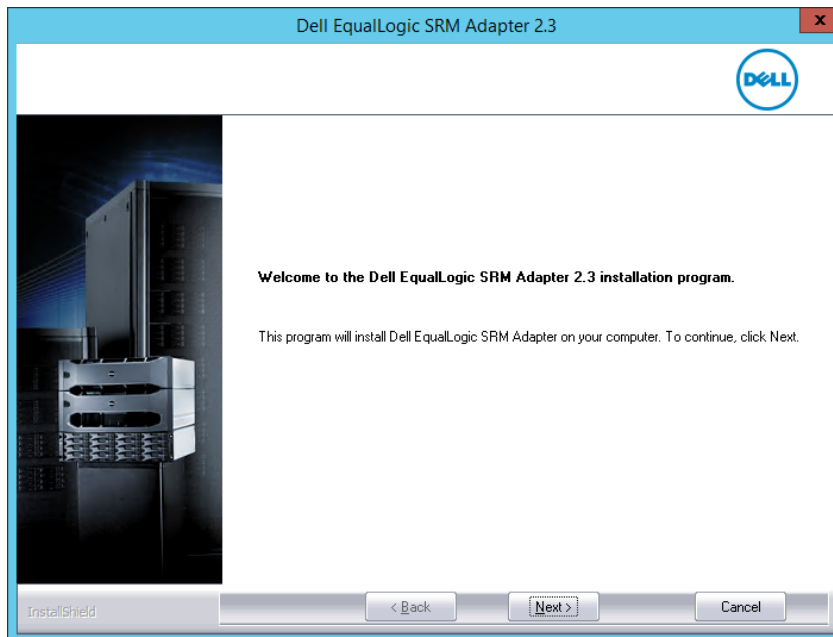 Dell EqualLogic SRM Adapter 2.3
x
DELL
Welcome to the Dell EqualLogic SRM Adapter 2.3 installation program.
This program will install Dell EqualLogic SRM Adapter on your computer. To continue, click Next.
InstallShield
< Back
Next >
Cancel